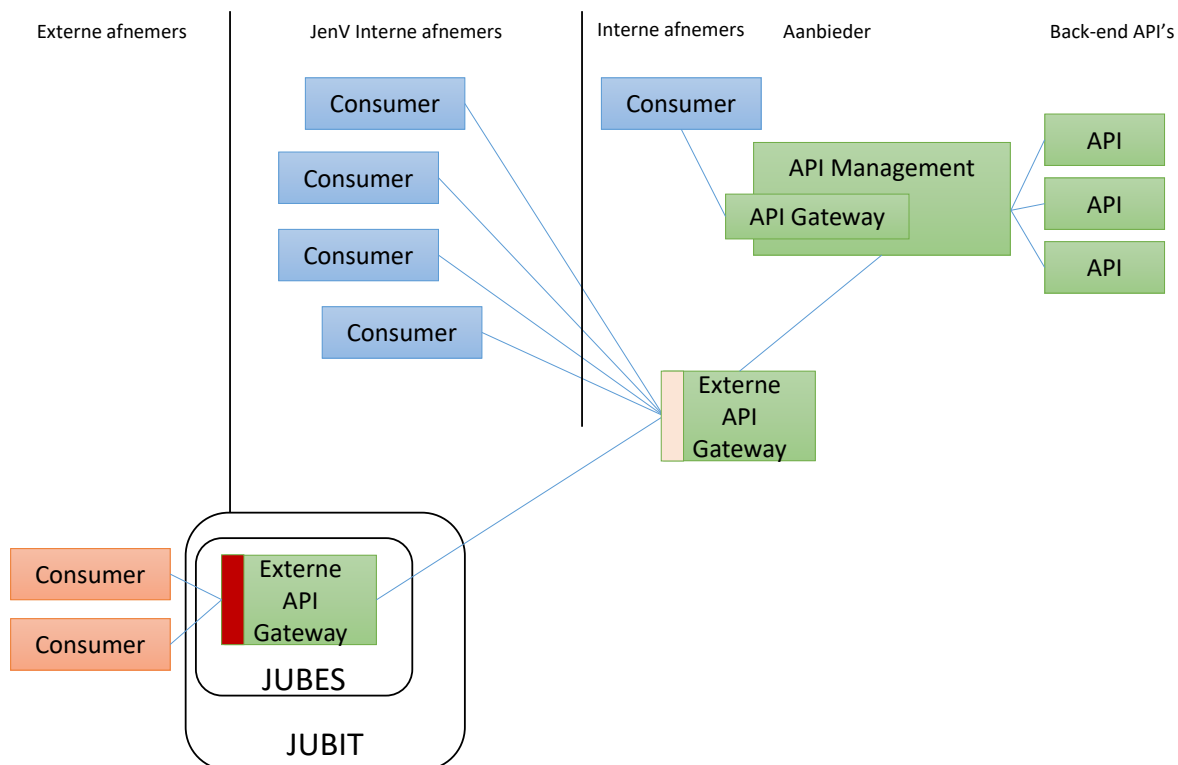 Externe afnemers
JenV Interne afnemers
Interne afnemers
Aanbieder
Back-end API’s
Consumer
Consumer
Consumer
Consumer
Consumer
API Management
API Gateway
API
API
API
Externe
API
Gateway
Consumer
Consumer
Externe
API
Gateway
JUBES
JUBIT